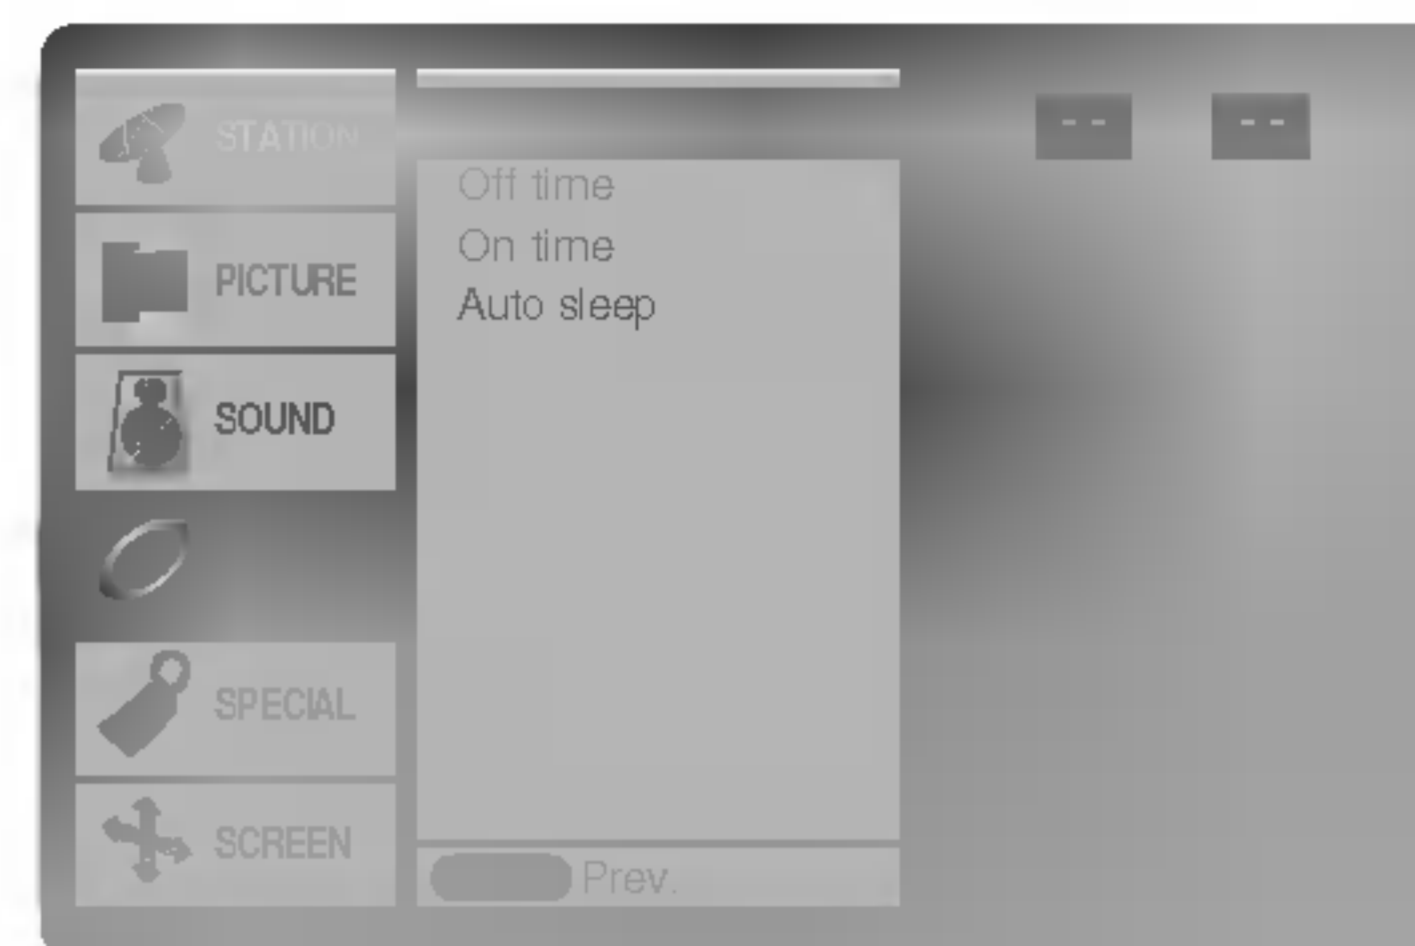 STATION
PICTURE
SOUND
SPECIAL
SCREEN
- - 
- -
Off time
On time
Auto sleep
Prev.